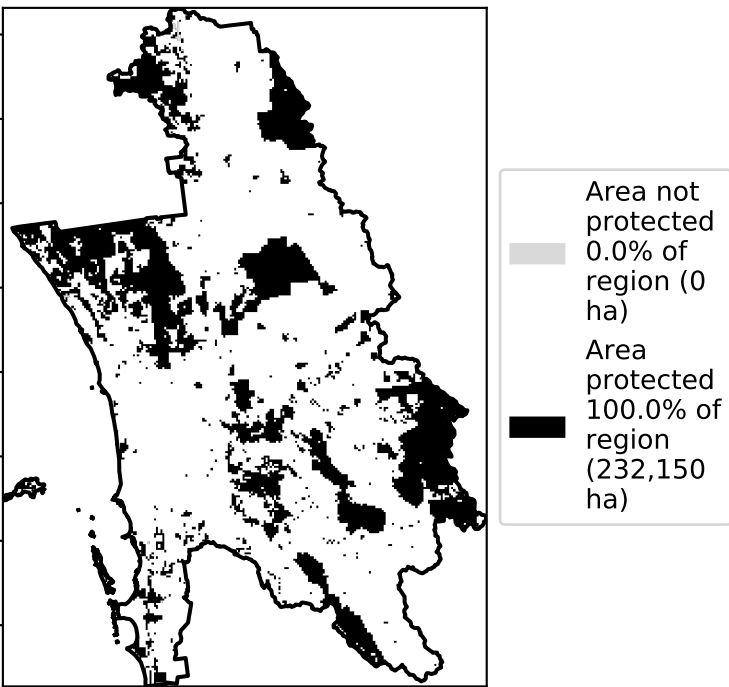 Area not
protected
0.0% of
region (0
ha)
Area
protected
100.0% of
region
(232,150
ha)